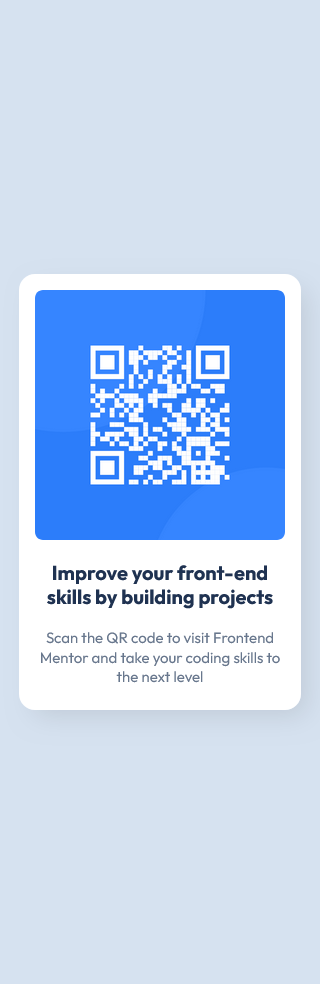 Improve your front-end
skills by building projects
Scan the QR code to visit Frontend
Mentor and take your coding skills to
the next level